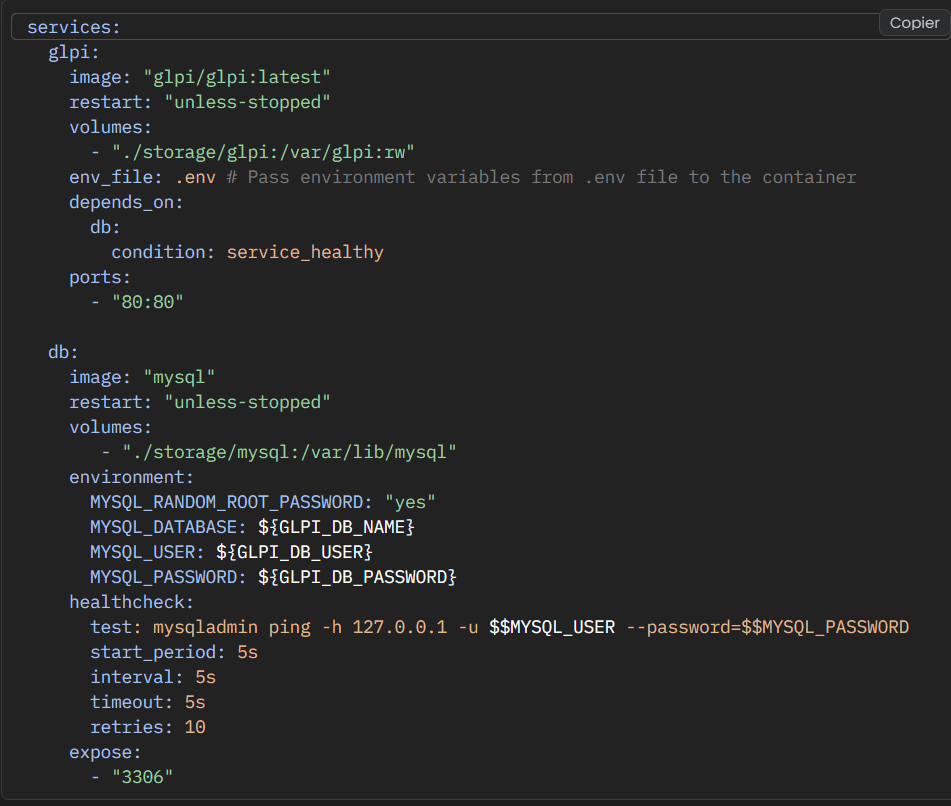 Copier
services:
  glpi:
    image: "glpi/glpi:latest"
    restart: "unless-stopped"
    volumes:
      - "./storage/glpi:/var/glpi:rw"
    env_file: .env # Pass environment variables from .env file to the container
    depends_on:
      db:
        condition: service_healthy
    ports:
      - "80:80"

  db:
    image: "mysql"
    restart: "unless-stopped"
    volumes:
       - "./storage/mysql:/var/lib/mysql"
    environment:
      MYSQL_RANDOM_ROOT_PASSWORD: "yes"
      MYSQL_DATABASE: ${GLPI_DB_NAME}
      MYSQL_USER: ${GLPI_DB_USER}
      MYSQL_PASSWORD: ${GLPI_DB_PASSWORD}
    healthcheck:
      test: mysqladmin ping -h 127.0.0.1 -u $$MYSQL_USER --password=$$MYSQL_PASSWORD
      start_period: 5s
      interval: 5s
      timeout: 5s
      retries: 10
    expose:
      - "3306"